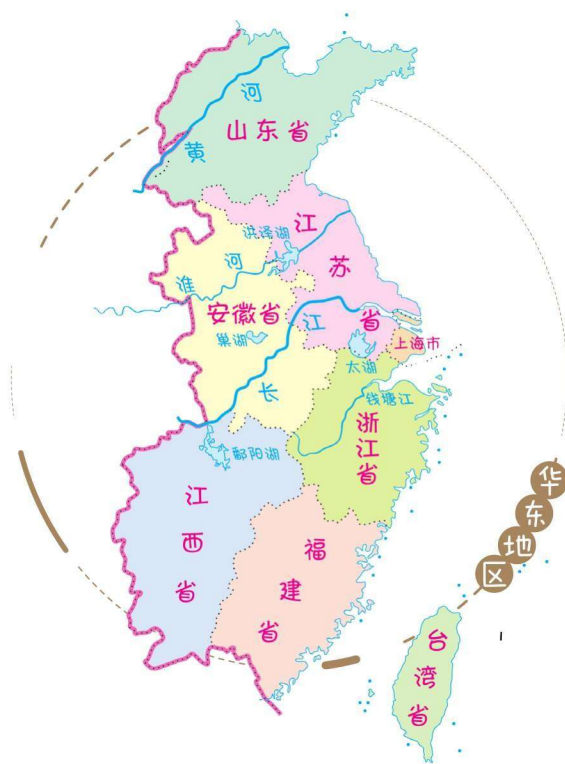 黄河
山东省
江苏省
洪泽湖
淮河
安徽省
巢湖
长江
上海市
太湖
钱塘江
浙江省
鄱阳湖
江西省
福建省
华东地区
台湾省